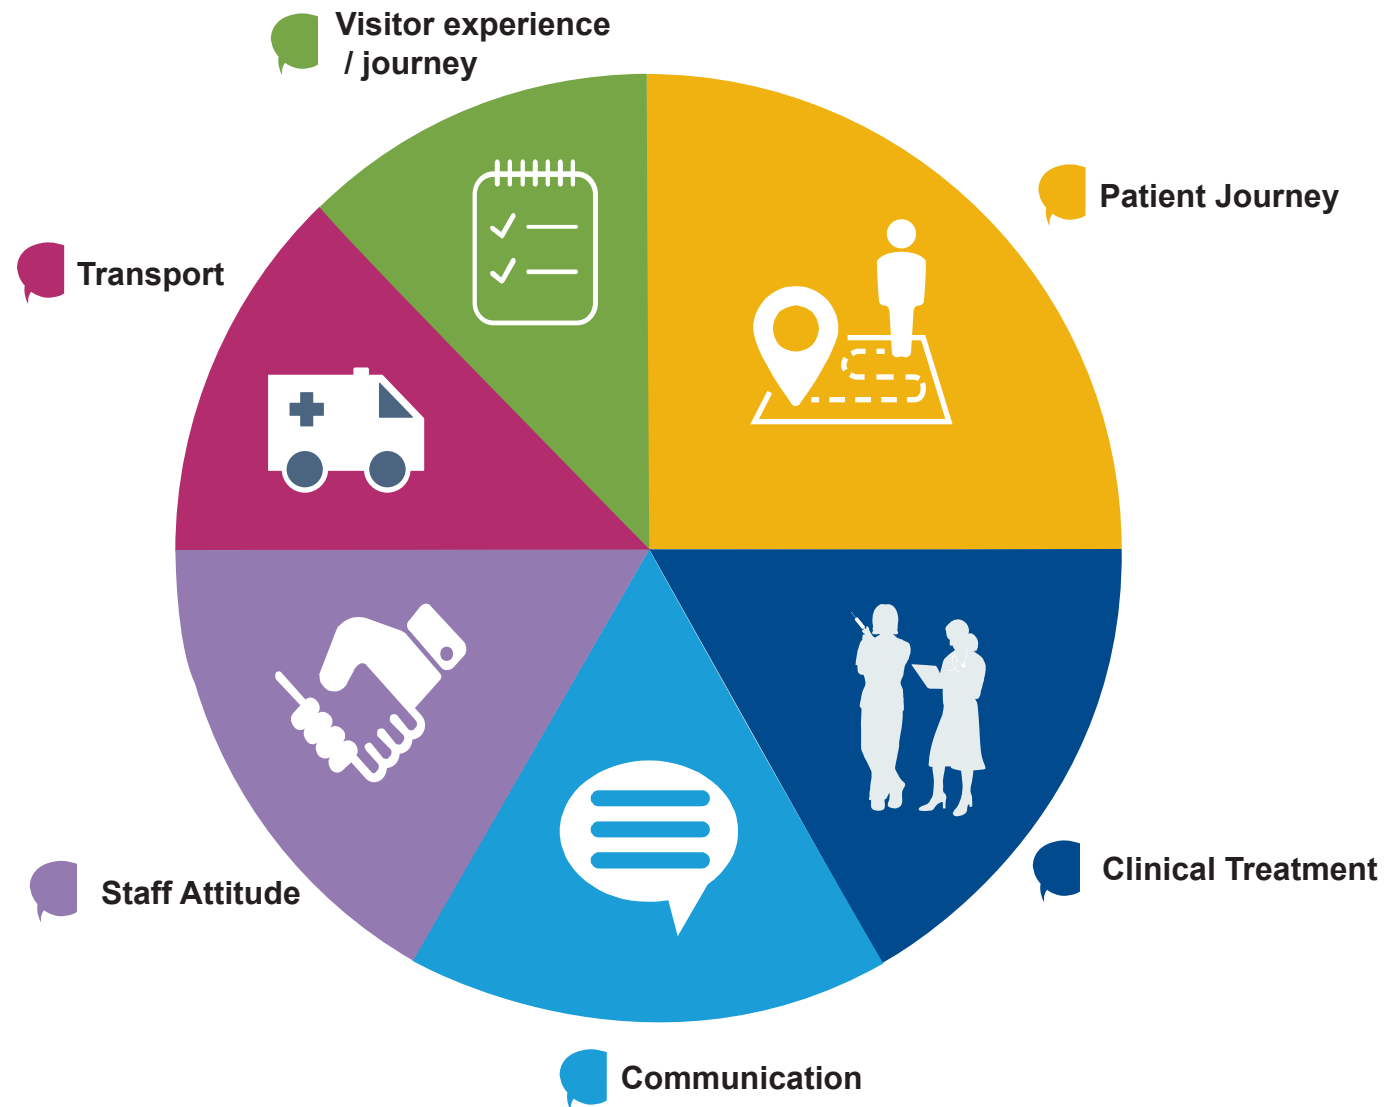 Visitor experience
/ journey
Patient Journey
Transport
Clinical Treatment
Staff Attitude
Communication